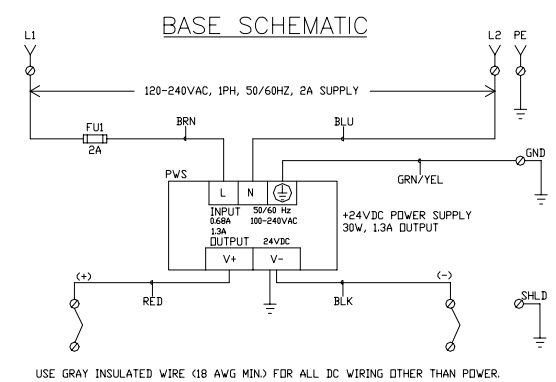 BASE SCHEMATIC
L1
L2 PE
120-240VAC, 1PH, 50/60HZ, 2A SUPPLY
FU1
2A
BRN
BLU
GND
GRN/YEL
PWS
L N
INPUT 50/60 Hz
0.68A 100-240VAC
1.3A
OUTPUT 24VDC
V+ V-
+24VDC POWER SUPPLY
30W, 1.3A OUTPUT
(+)
(-)
RED
BLK
SHLD
USE GRAY INSULATED WIRE (18 AWG MIN.) FOR ALL DC WIRING OTHER THAN POWER.